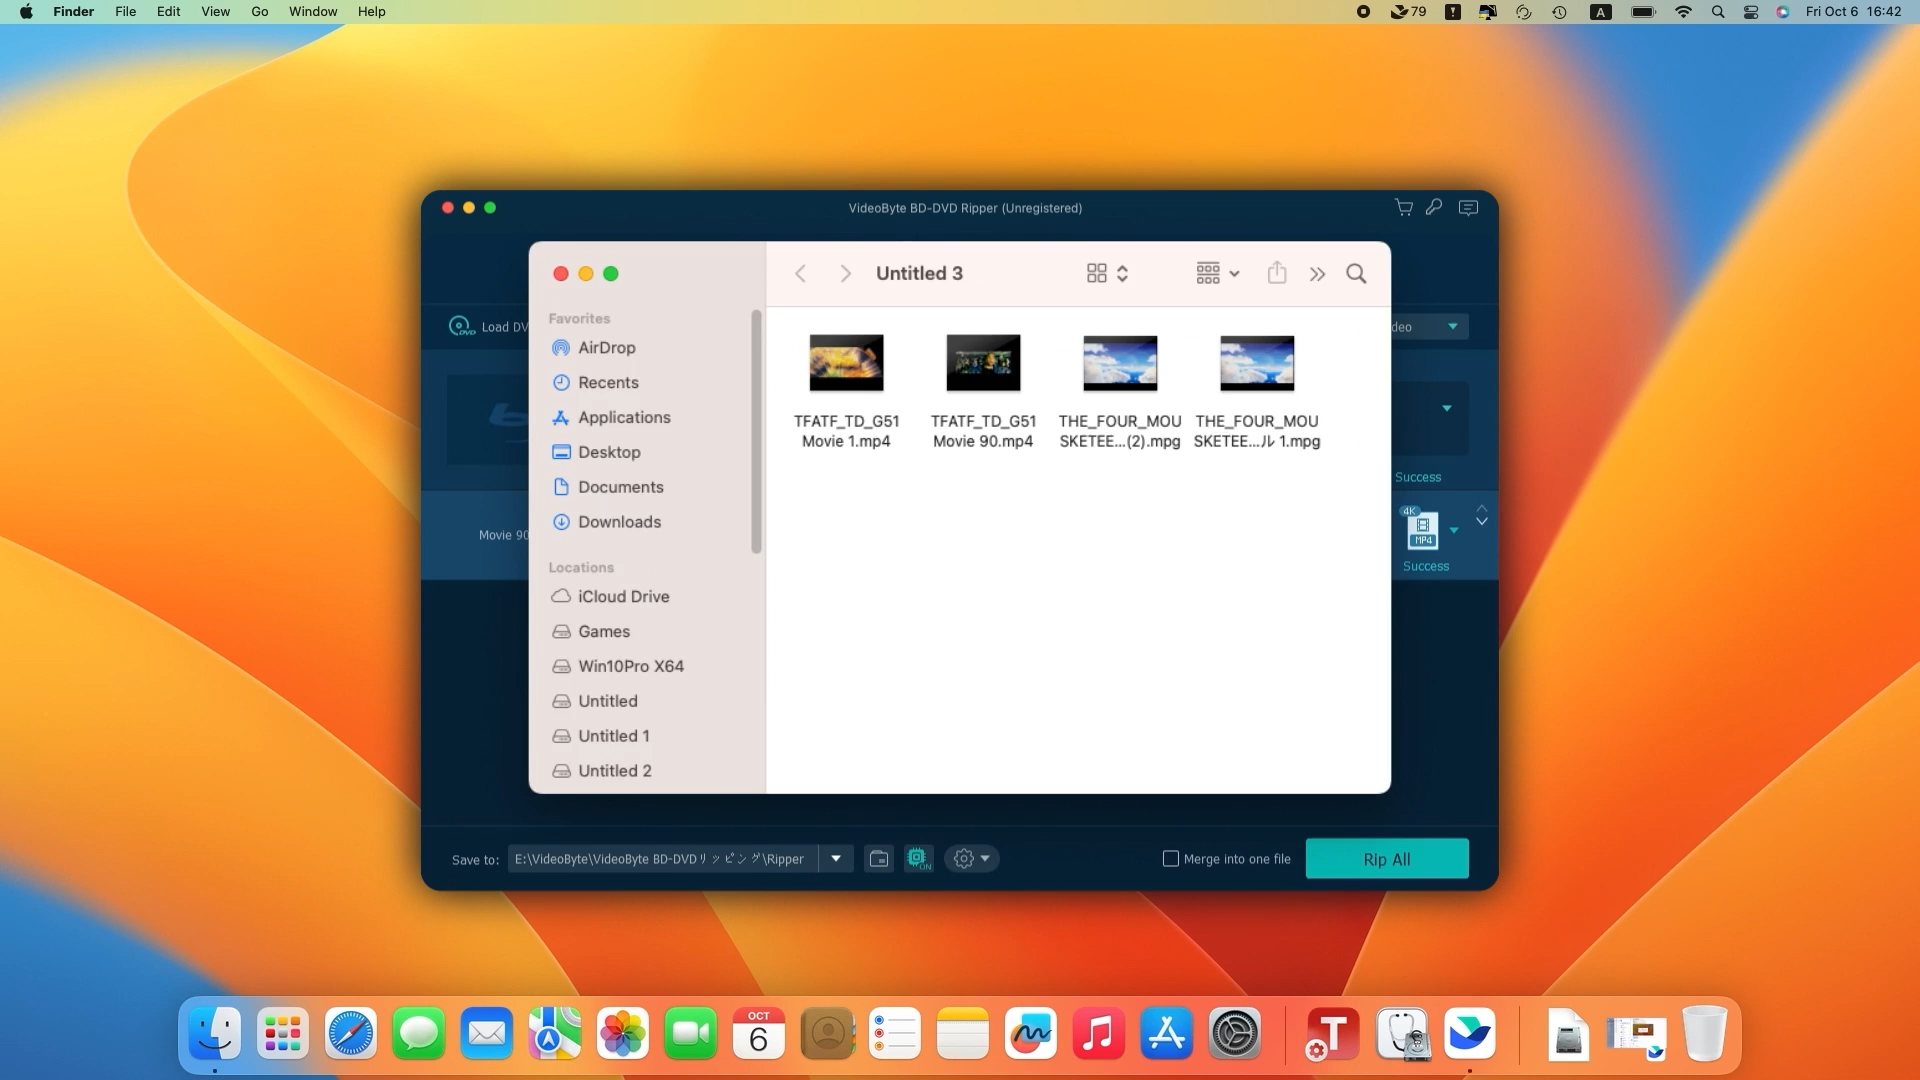 Finder File Edit View Go Window Help
79
A
Fri Oct 6 16:42
VideoByte BD-DVD Ripper (Unregistered)
Untitled 3
Favorites
AirDrop
Recents
Applications
Desktop
Documents
Downloads
Locations
iCloud Drive
Games
Win10Pro X64
Untitled
Untitled 1
Untitled 2
TFATF_TD_G51
Movie 1.mp4
TFATF_TD_G51
Movie 90.mp4
THE_FOUR_MOU
SKETEE...(2).mpg
THE_FOUR_MOU
SKETEE...ル 1.mpg
DVD
Load DV
deo
Success
Movie 90
4K
MP4
Success
Save to:
E:\VideoByte\VideoByte BD-DVDリッピング\Ripper
ON
Merge into one file
Rip All
OCT
6
T